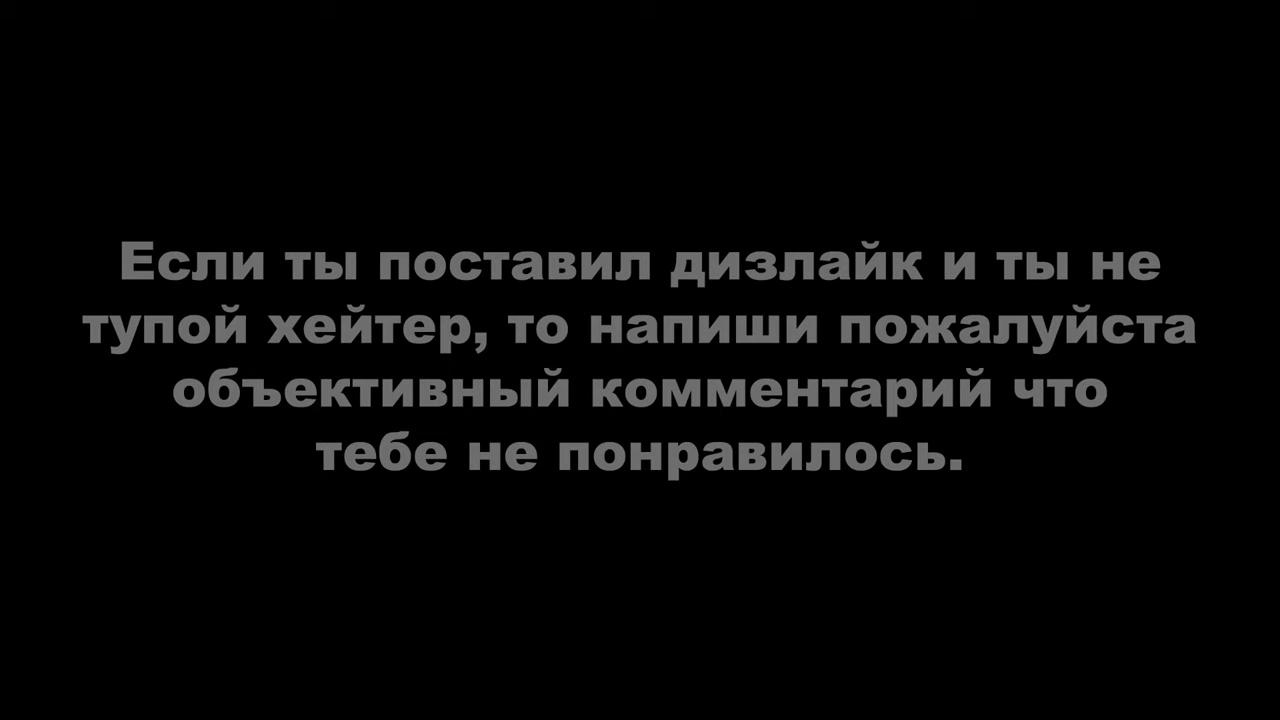 Если ты поставил дизлайк и ты не
тупой хейтер, то напиши пожалуйста
объективный комментарий что
тебе не понравилось.